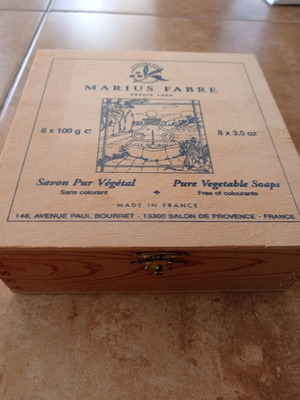 MARIUS FABRE
DEPUIS 1900
8 x 100 g e 8 x 3.5 oz
Savon Pur Végétal + Pure Vegetable Soaps
Sans colorant Free of colourants
MADE IN FRANCE
148, AVENUE PAUL BOURRET - 13300 SALON DE PROVENCE - FRANCE